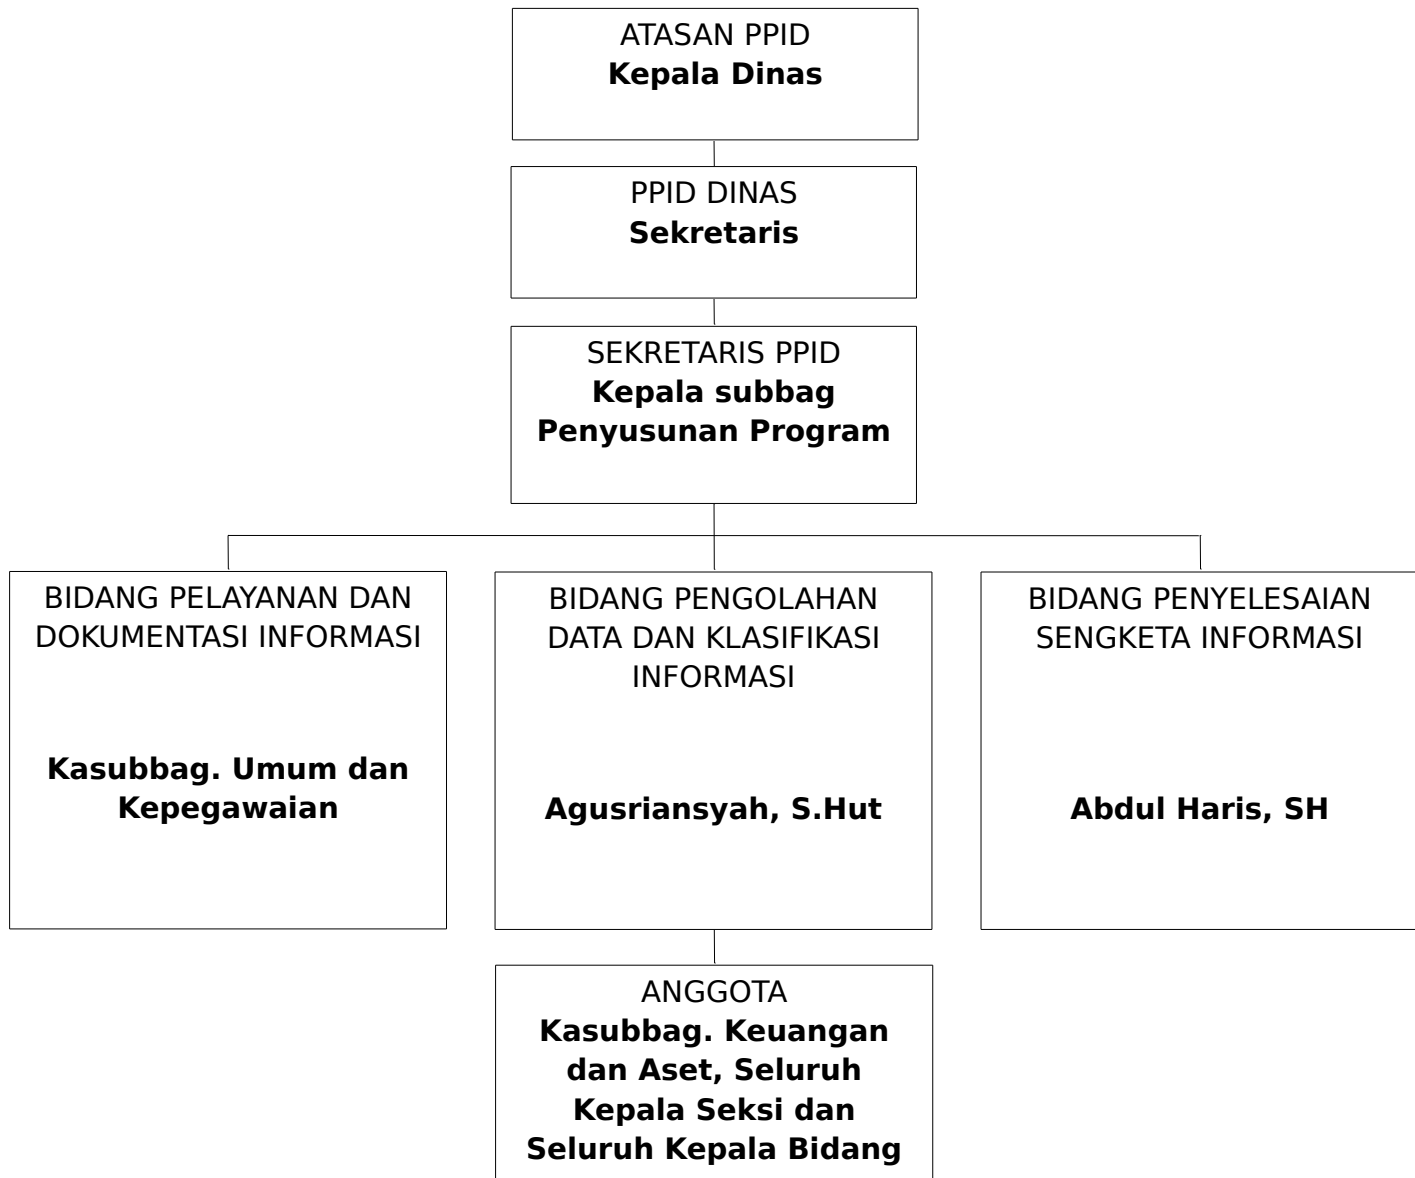 ATASAN PPID
Kepala Dinas
PPID DINAS
Sekretaris
SEKRETARIS PPID
Kepala subbag
Penyusunan Program
BIDANG PELAYANAN DAN
DOKUMENTASI INFORMASI
Kasubbag. Umum dan
Kepegawaian
BIDANG PENGOLAHAN
DATA DAN KLASIFIKASI
INFORMASI
Agusriansyah, S.Hut
BIDANG PENYELESAIAN
SENGKETA INFORMASI
Abdul Haris, SH
ANGGOTA
Kasubbag. Keuangan
dan Aset, Seluruh
Kepala Seksi dan
Seluruh Kepala Bidang